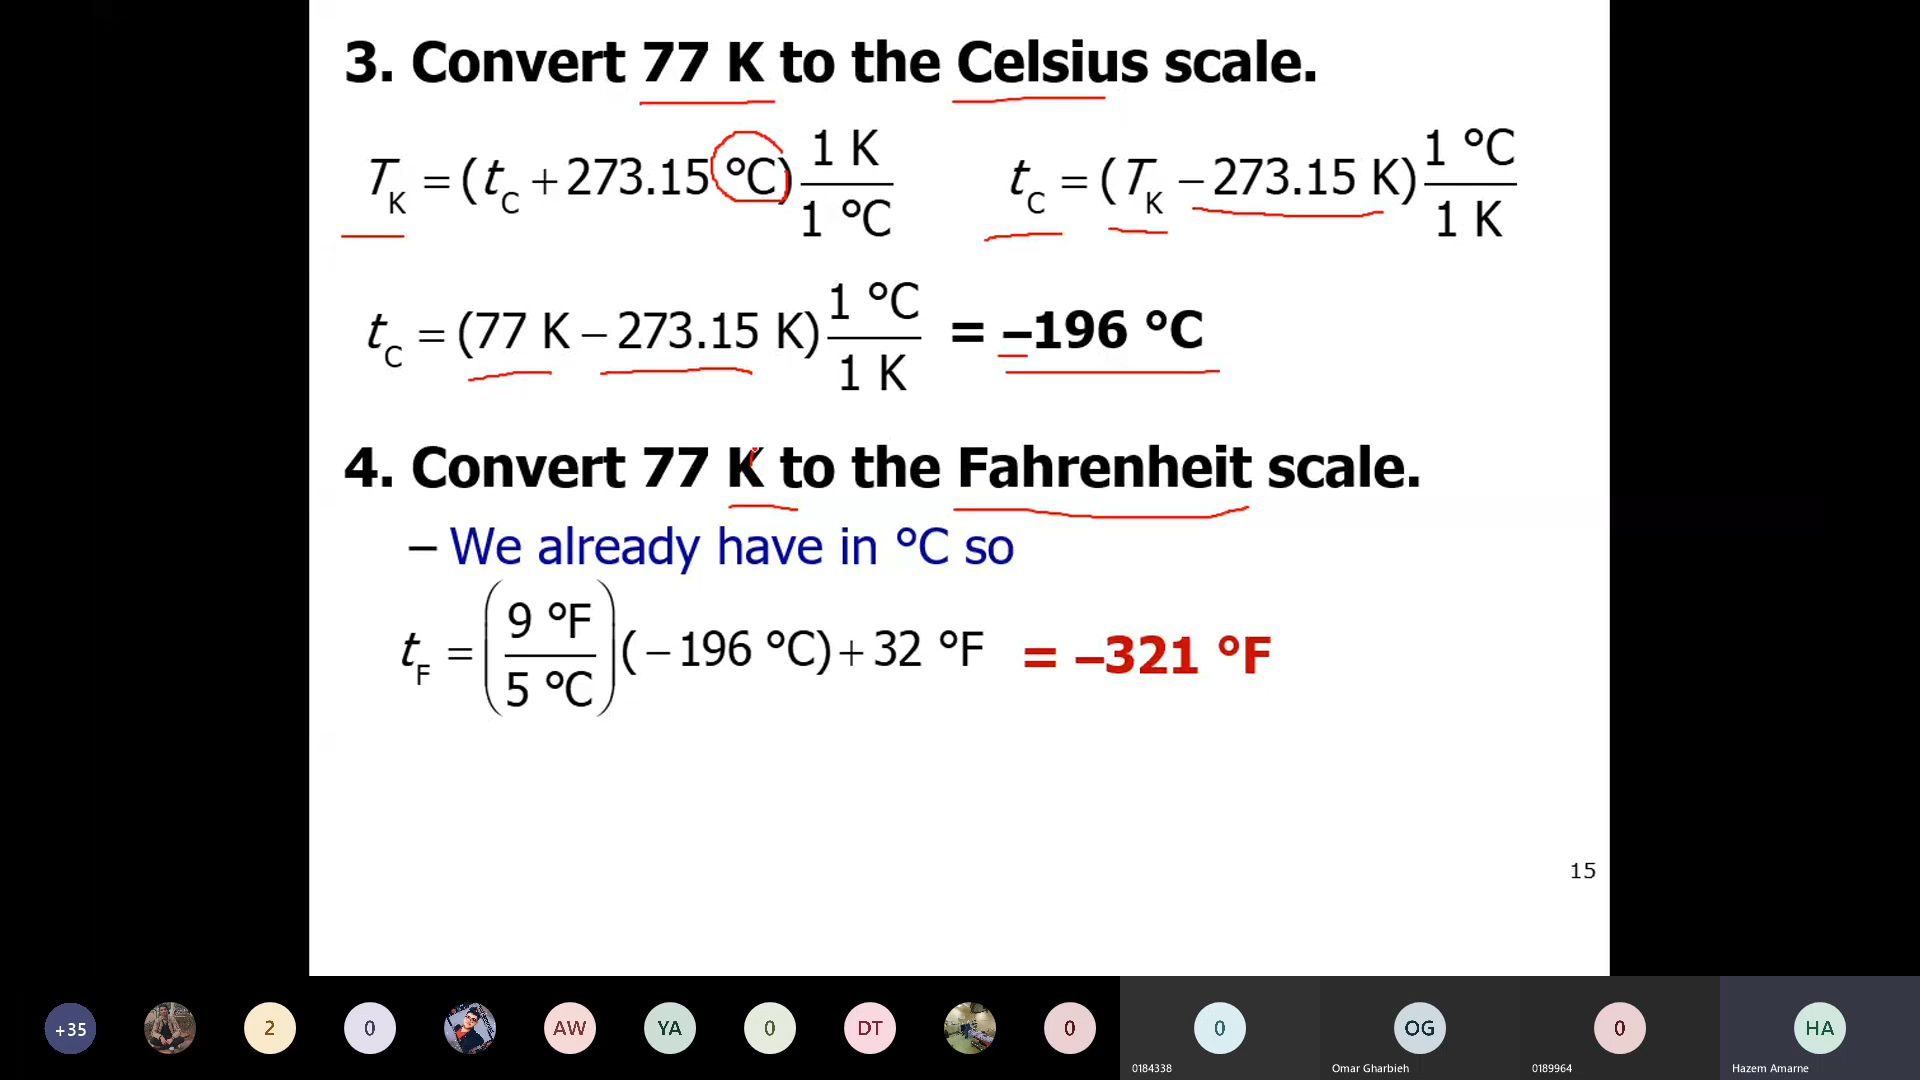 3. Convert 77 K to the Celsius scale.
T_K = (t_C + 273.15 °C) 1 K / 1 °C    t_C = (T_K − 273.15 K) 1 °C / 1 K
t_C = (77 K − 273.15 K) 1 °C / 1 K = –196 °C
4. Convert 77 K to the Fahrenheit scale.
– We already have in °C so
t_F = (9 °F / 5 °C) (−196 °C) + 32 °F = –321 °F
15
+35 2 0 AW YA 0 DT 0 0 OG 0 HA
0184338 Omar Gharbieh 0189964 Hazem Amarne